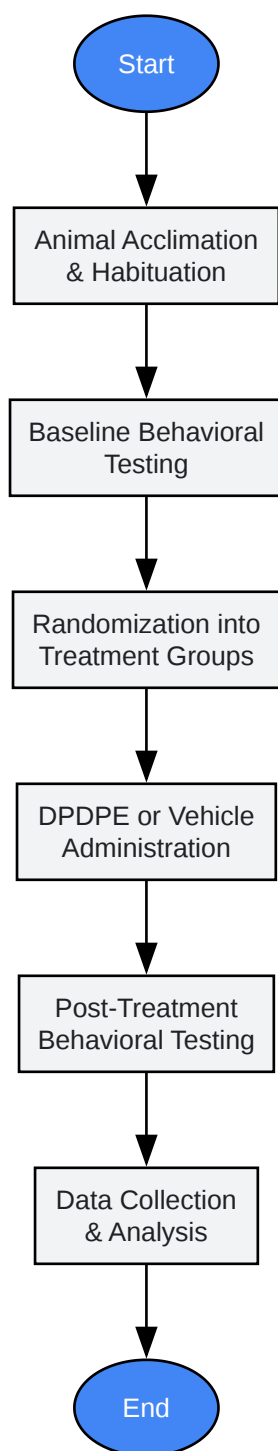 Start
Animal Acclimation
& Habituation
Baseline Behavioral
Testing
Randomization into
Treatment Groups
DPDPE or Vehicle
Administration
Post-Treatment
Behavioral Testing
Data Collection
& Analysis
End